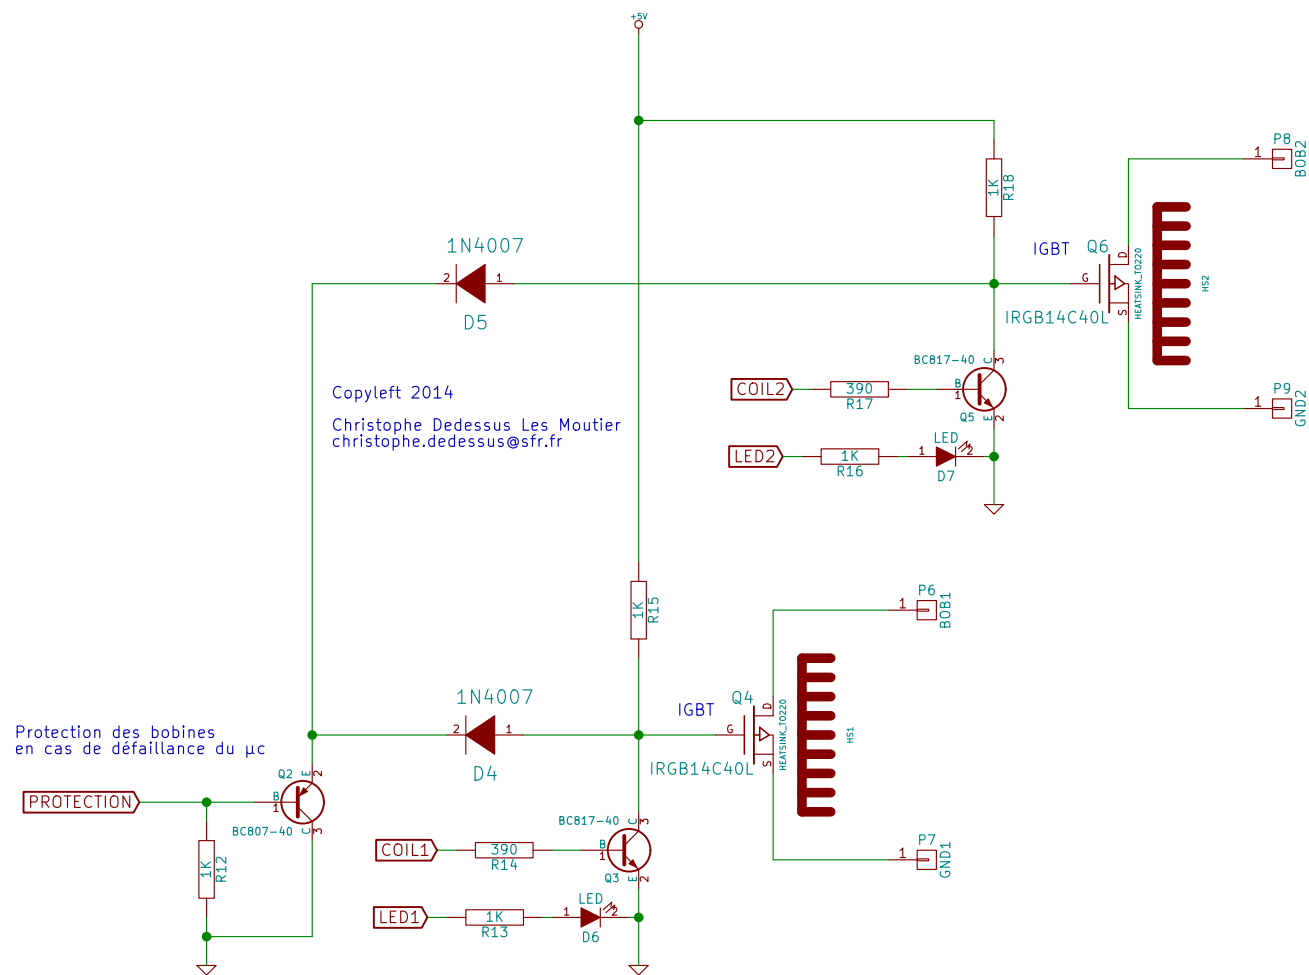 +5V
P8
1
BOB2
1K
R18
1N4007
2
1
D5
IGBT
Q6
D
G
S
HEATSINK_TO220
HS2
IRGB14C40L
BC817-40
C
3
COIL2
390
R17
B
1
Q5
E
2
1
P9
GND2
Copyleft 2014
Christophe Dedessus Les Moutier
christophe.dedessus@sfr.fr
LED2
1K
R16
LED
1
2
D7
1K
R15
P6
1
BOB1
1N4007
2
1
D4
IGBT
Q4
D
G
S
HEATSINK_TO220
HS1
IRGB14C40L
Protection des bobines
en cas de défaillance du µc
Q2
E
2
PROTECTION
B
1
BC807-40
C
3
1K
R12
BC817-40
C
3
COIL1
390
R14
B
1
Q3
E
2
P7
1
GND1
LED1
1K
R13
LED
1
2
D6